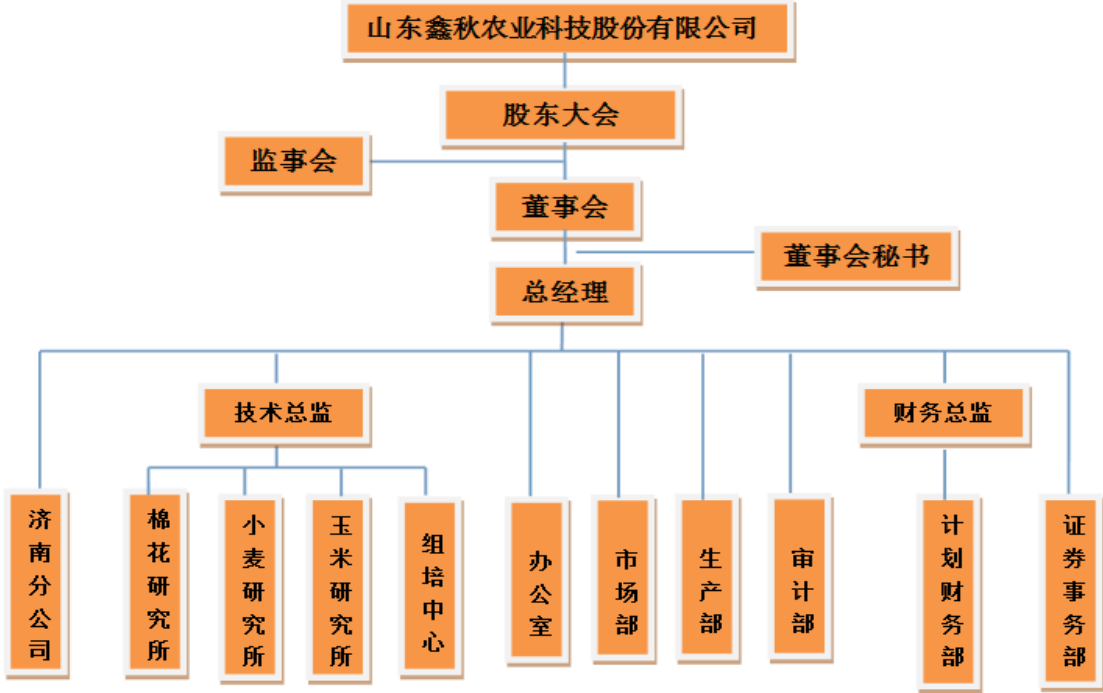 山东鑫秋农业科技股份有限公司
股东大会
监事会
董事会
董事会秘书
总经理
技术总监
财务总监
济南分公司
棉花研究所
小麦研究所
玉米研究所
组培中心
办公室
市场部
生产部
审计部
计划财务部
证券事务部